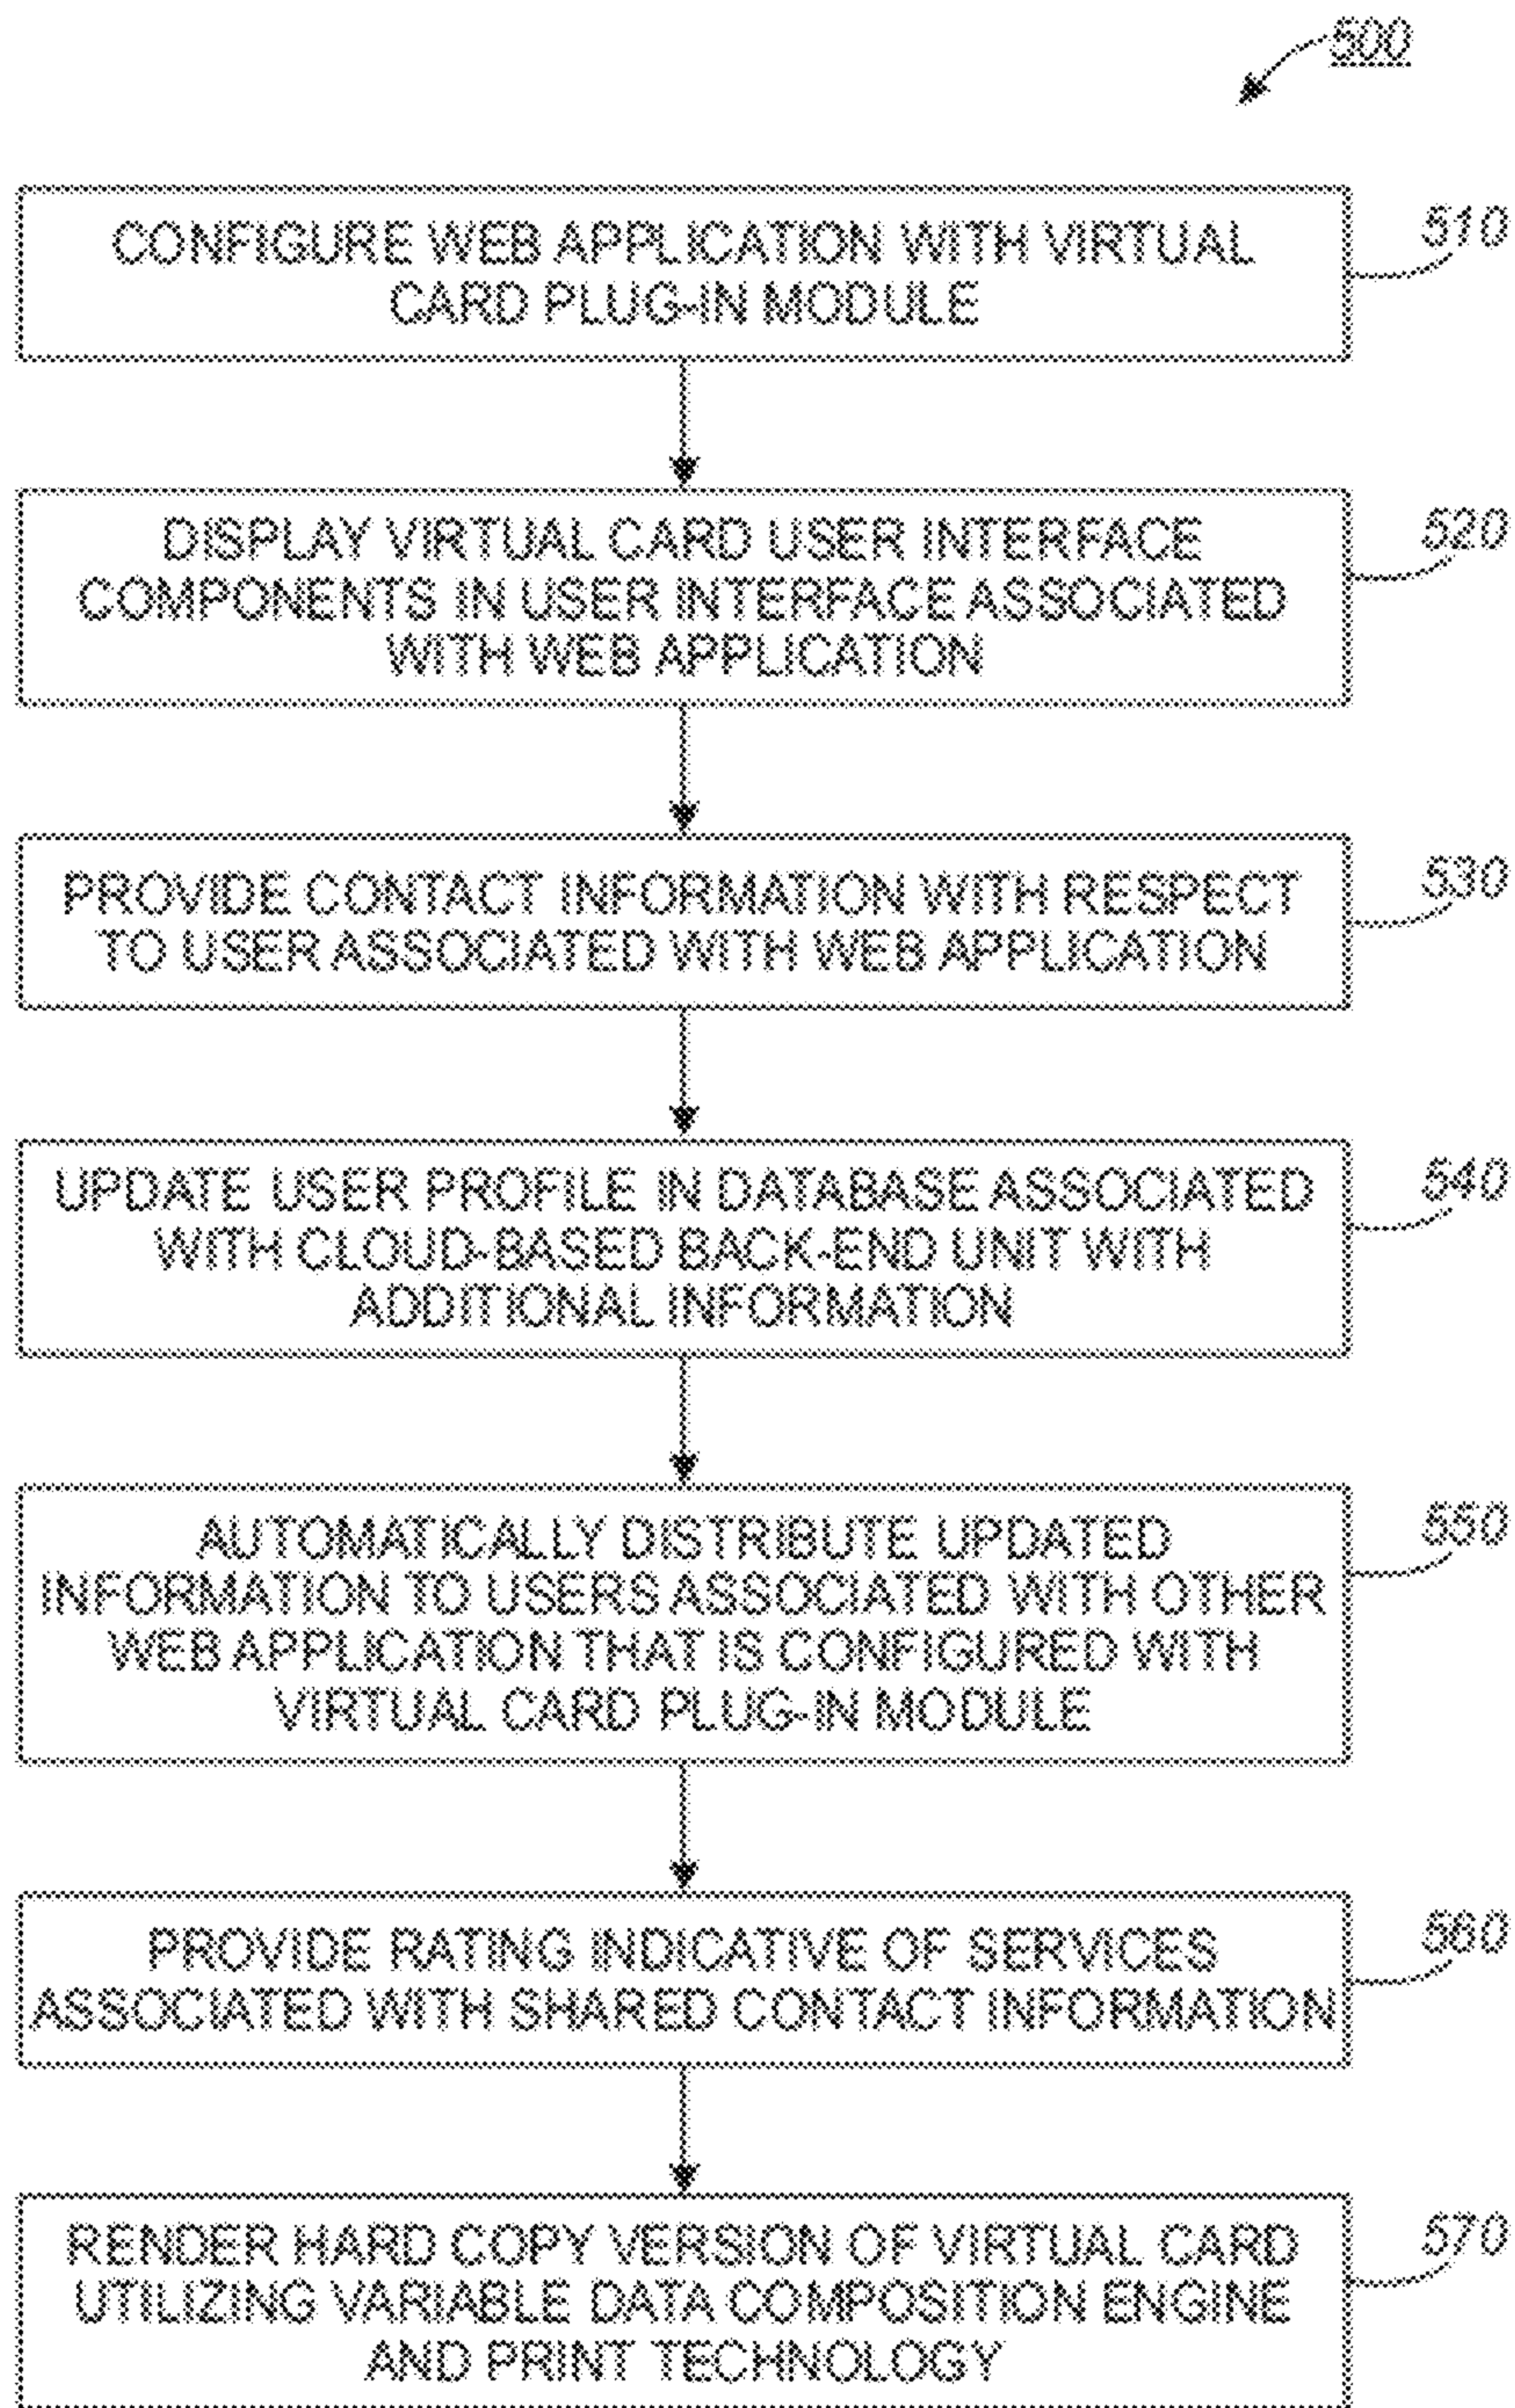 500
CONFIGURE WEB APPLICATION WITH VIRTUAL
CARD PLUG-IN MODULE
510
DISPLAY VIRTUAL CARD USER INTERFACE
COMPONENTS IN USER INTERFACE ASSOCIATED
WITH WEB APPLICATION
520
PROVIDE CONTACT INFORMATION WITH RESPECT
TO USER ASSOCIATED WITH WEB APPLICATION
530
UPDATE USER PROFILE IN DATABASE ASSOCIATED
WITH CLOUD-BASED BACK-END UNIT WITH
ADDITIONAL INFORMATION
540
AUTOMATICALLY DISTRIBUTE UPDATED
INFORMATION TO USERS ASSOCIATED WITH OTHER
WEB APPLICATION THAT IS CONFIGURED WITH
VIRTUAL CARD PLUG-IN MODULE
550
PROVIDE RATING INDICATIVE OF SERVICES
ASSOCIATED WITH SHARED CONTACT INFORMATION
560
RENDER HARD COPY VERSION OF VIRTUAL CARD
UTILIZING VARIABLE DATA COMPOSITION ENGINE
AND PRINT TECHNOLOGY
570